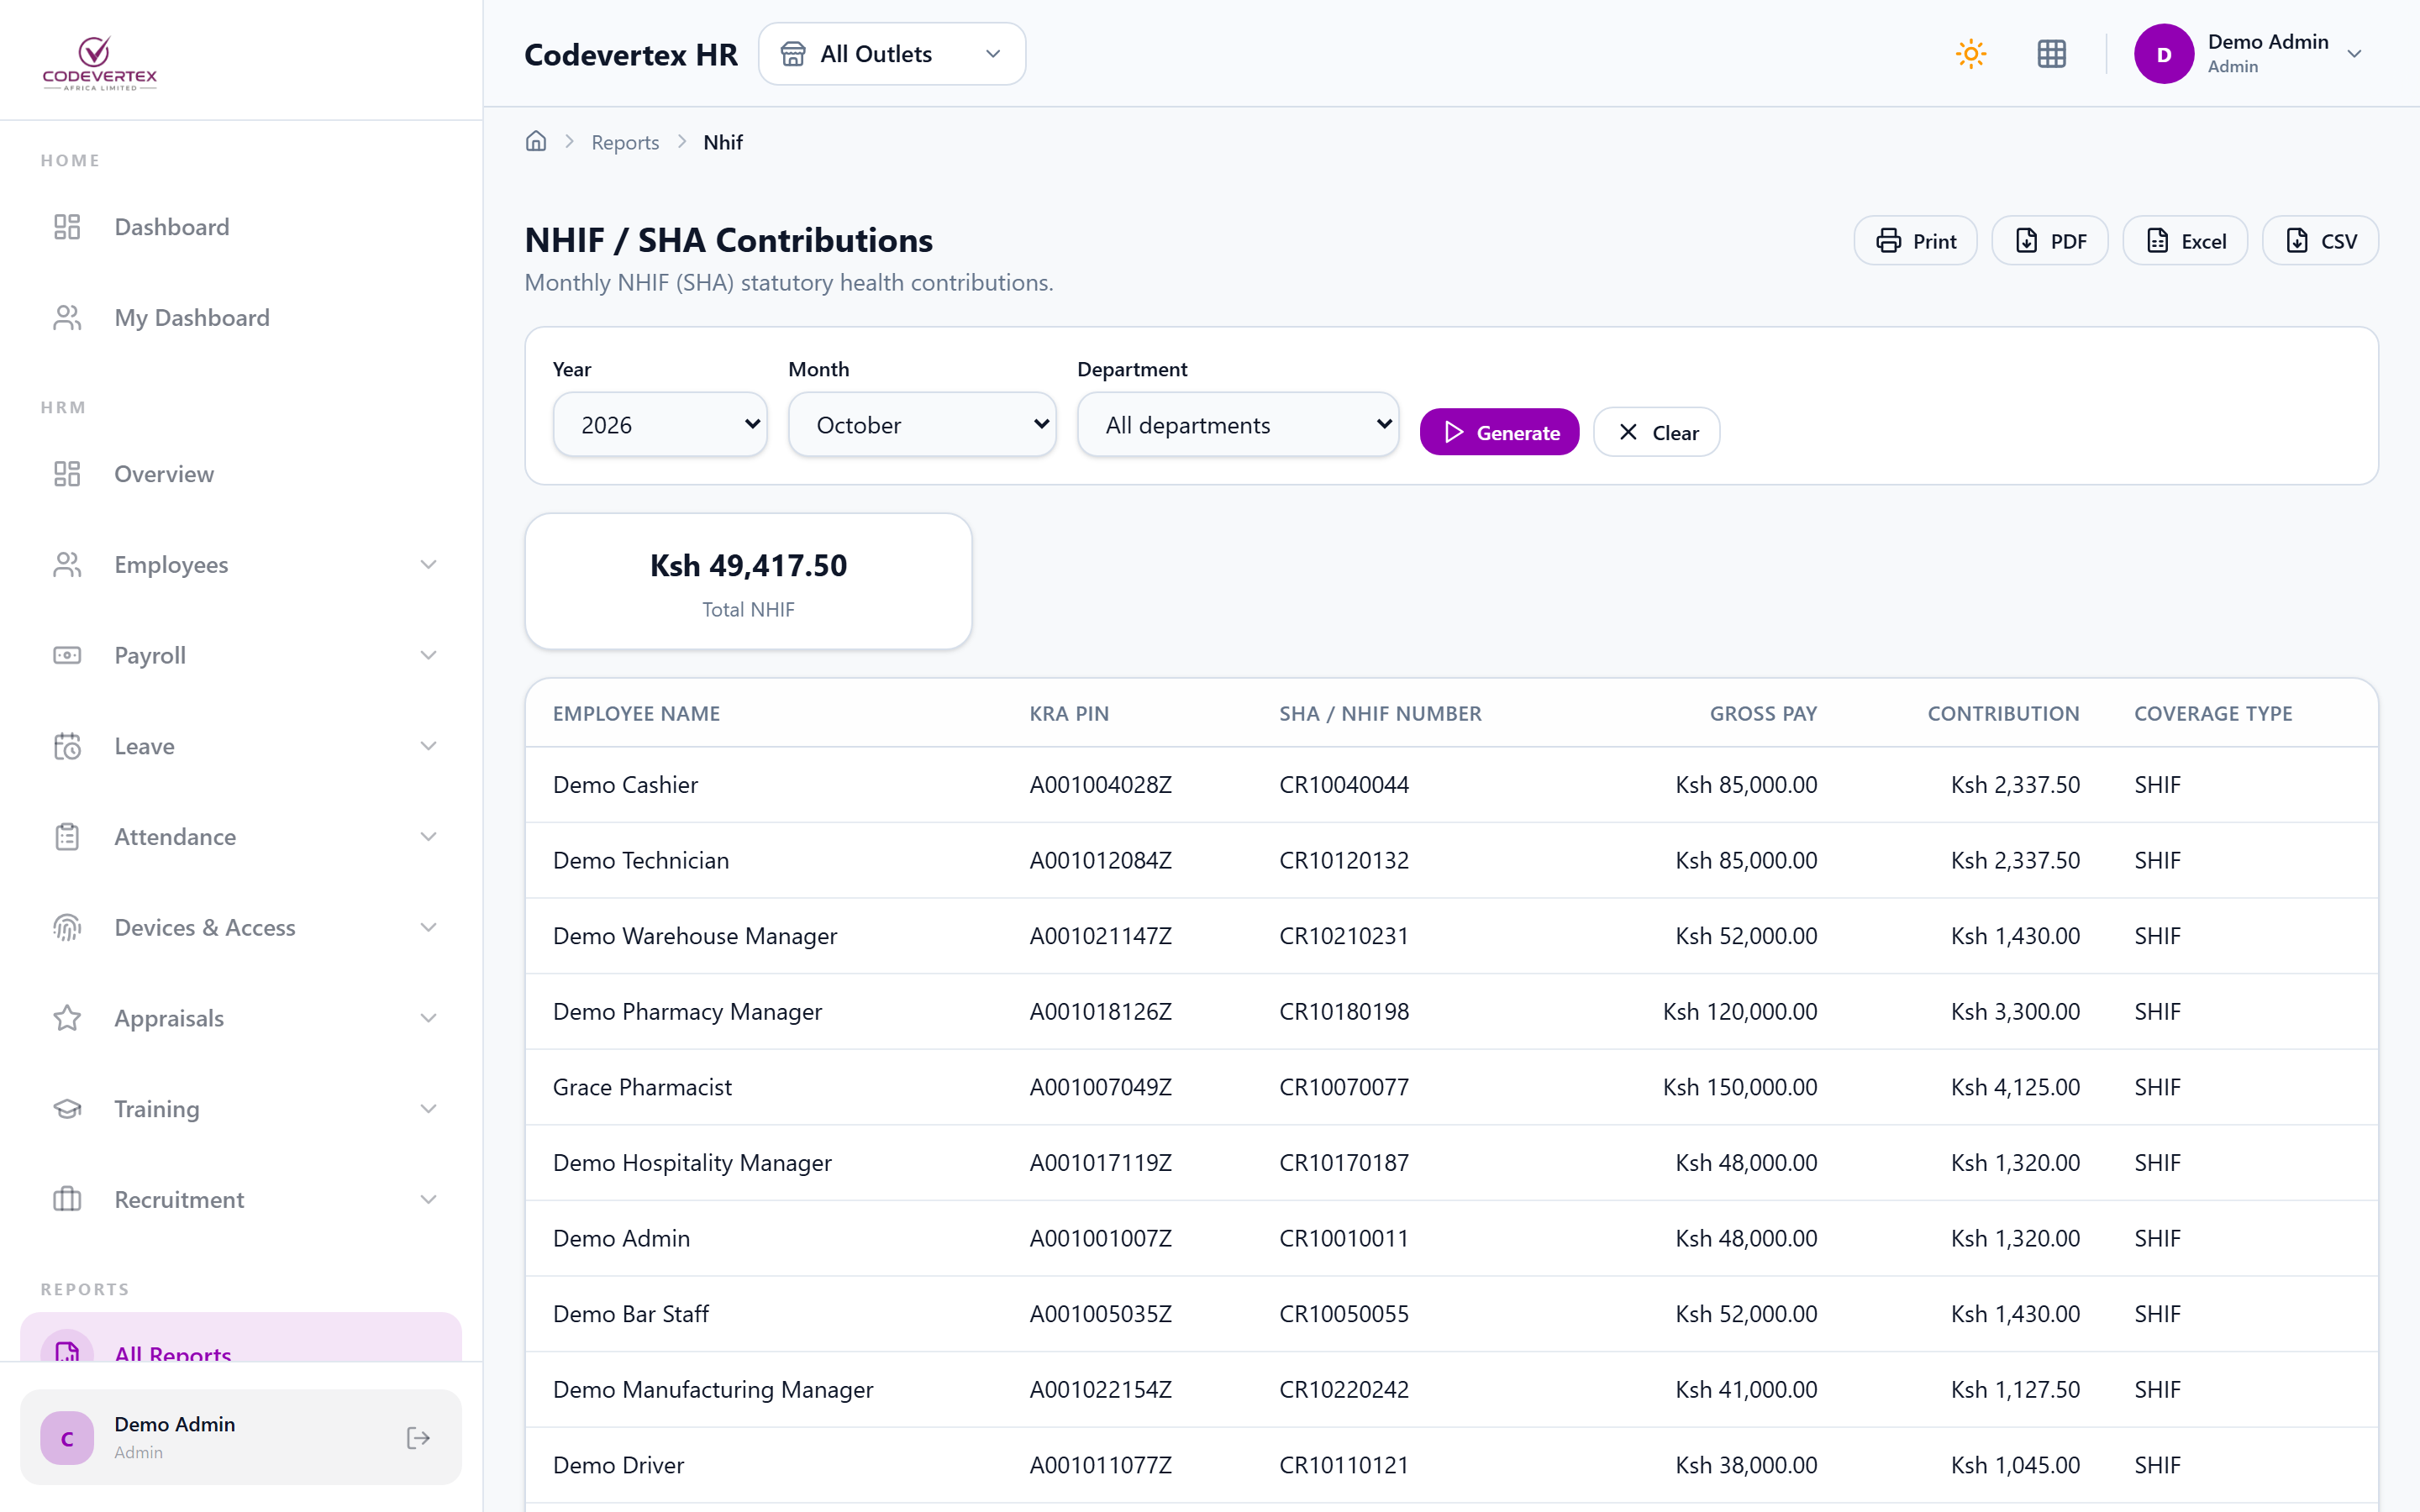 CODEVERTEX
AFRICA LIMITED
HOME
Dashboard
My Dashboard
HRM
Overview
Employees
Payroll
Leave
Attendance
Devices & Access
Appraisals
Training
Recruitment
REPORTS
All Reports
C
Demo Admin
Admin
Codevertex HR
All Outlets
D
Demo Admin
Admin
Reports
Nhif
NHIF / SHA Contributions
Monthly NHIF (SHA) statutory health contributions.
Print
PDF
Excel
CSV
Year
Month
Department
2026
October
All departments
Generate
Clear
Ksh 49,417.50
Total NHIF
EMPLOYEE NAME KRA PIN SHA / NHIF NUMBER GROSS PAY CONTRIBUTION COVERAGE TYPE
Demo Cashier A001004028Z CR10040044 Ksh 85,000.00 Ksh 2,337.50 SHIF
Demo Technician A001012084Z CR10120132 Ksh 85,000.00 Ksh 2,337.50 SHIF
Demo Warehouse Manager A001021147Z CR10210231 Ksh 52,000.00 Ksh 1,430.00 SHIF
Demo Pharmacy Manager A001018126Z CR10180198 Ksh 120,000.00 Ksh 3,300.00 SHIF
Grace Pharmacist A001007049Z CR10070077 Ksh 150,000.00 Ksh 4,125.00 SHIF
Demo Hospitality Manager A001017119Z CR10170187 Ksh 48,000.00 Ksh 1,320.00 SHIF
Demo Admin A001001007Z CR10010011 Ksh 48,000.00 Ksh 1,320.00 SHIF
Demo Bar Staff A001005035Z CR10050055 Ksh 52,000.00 Ksh 1,430.00 SHIF
Demo Manufacturing Manager A001022154Z CR10220242 Ksh 41,000.00 Ksh 1,127.50 SHIF
Demo Driver A001011077Z CR10110121 Ksh 38,000.00 Ksh 1,045.00 SHIF